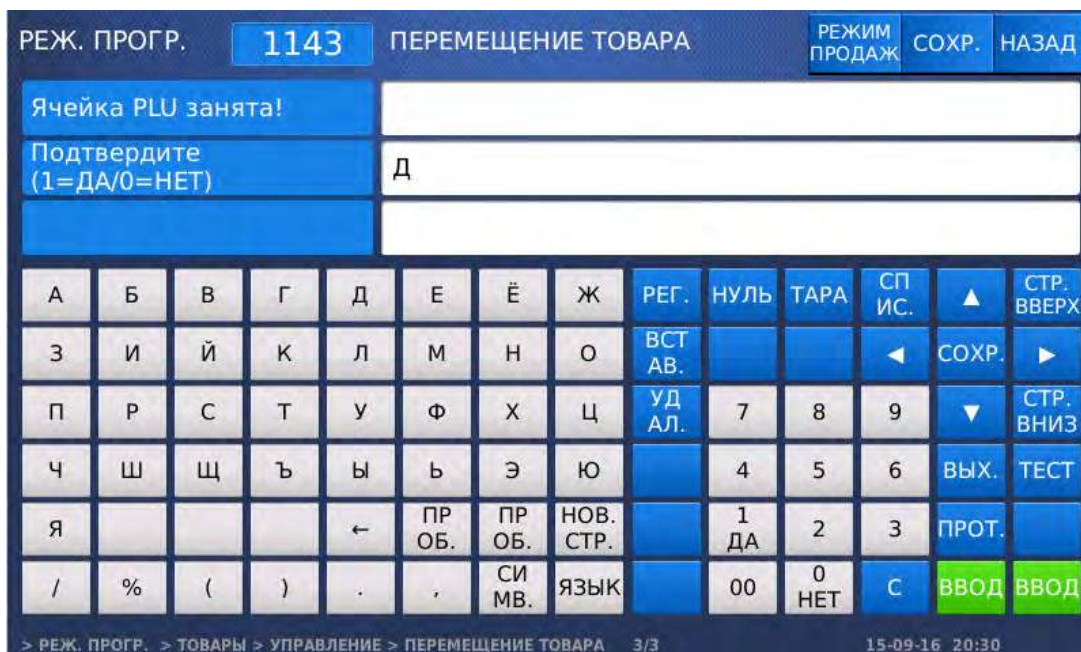 РЕЖ. ПРОГР. 1143 ПЕРЕМЕЩЕНИЕ ТОВАРА РЕЖИМ ПРОДАЖ СОХР. НАЗАД
Ячейка PLU занята!
Подтвердите
(1=ДА/0=НЕТ) Д
А Б В Г Д Е Ё Ж РЕГ. НУЛЬ ТАРА СП ИС. ▲ СТР. ВВЕРХ
З И Й К Л М Н О ВСТ АВ. ◄ СОХР. ►
П Р С Т У Ф Х Ц УД АЛ. 7 8 9 ▼ СТР. ВНИЗ
Ч Ш Щ Ъ Ы Ь Э Ю 4 5 6 ВЫХ. ТЕСТ
Я ← ПР ОБ. ПР ОБ. НОВ. СТР. 1 ДА 2 3 ПРОТ.
/ % ( ) . , СИ МВ. ЯЗЫК 00 0 НЕТ С ВВОД ВВОД
> РЕЖ. ПРОГР. > ТОВАРЫ > УПРАВЛЕНИЕ > ПЕРЕМЕЩЕНИЕ ТОВАРА 3/3 15-09-16 20:30